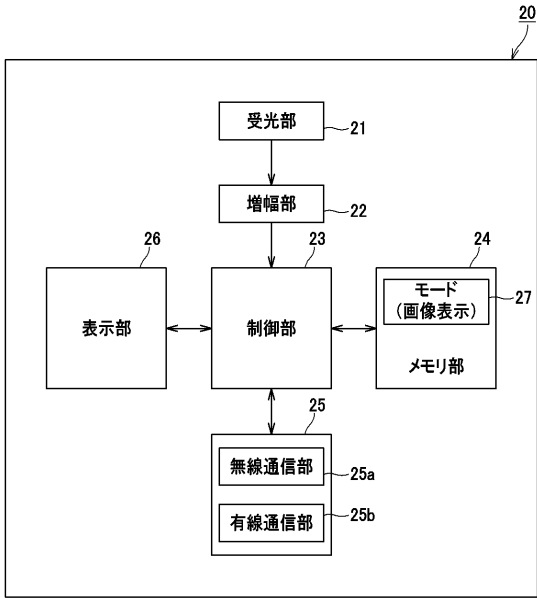 20
受光部
21
増幅部
22
26
23
24
表示部
制御部
モード
(画像表示)
27
メモリ部
25
無線通信部
25a
有線通信部
25b